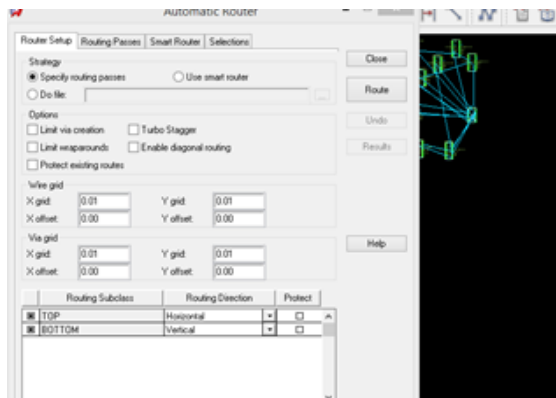 Automatic Router
Router Setup Routing Passes Smart Router Selections
Strategy
Specify routing passes Use smart router
Do file: ...
Options
Limit via creation Turbo Stagger
Limit wraparounds Enable diagonal routing
Protect existing routes
Wire grid
X grid: 0.01 Y grid: 0.01
X offset: 0.00 Y offset: 0.00
Via grid
X grid: 0.01 Y grid: 0.01
X offset: 0.00 Y offset: 0.00
Routing Subclass Routing Direction Protect
TOP Horizontal
BOTTOM Vertical
Close
Route
Undo
Results
Help